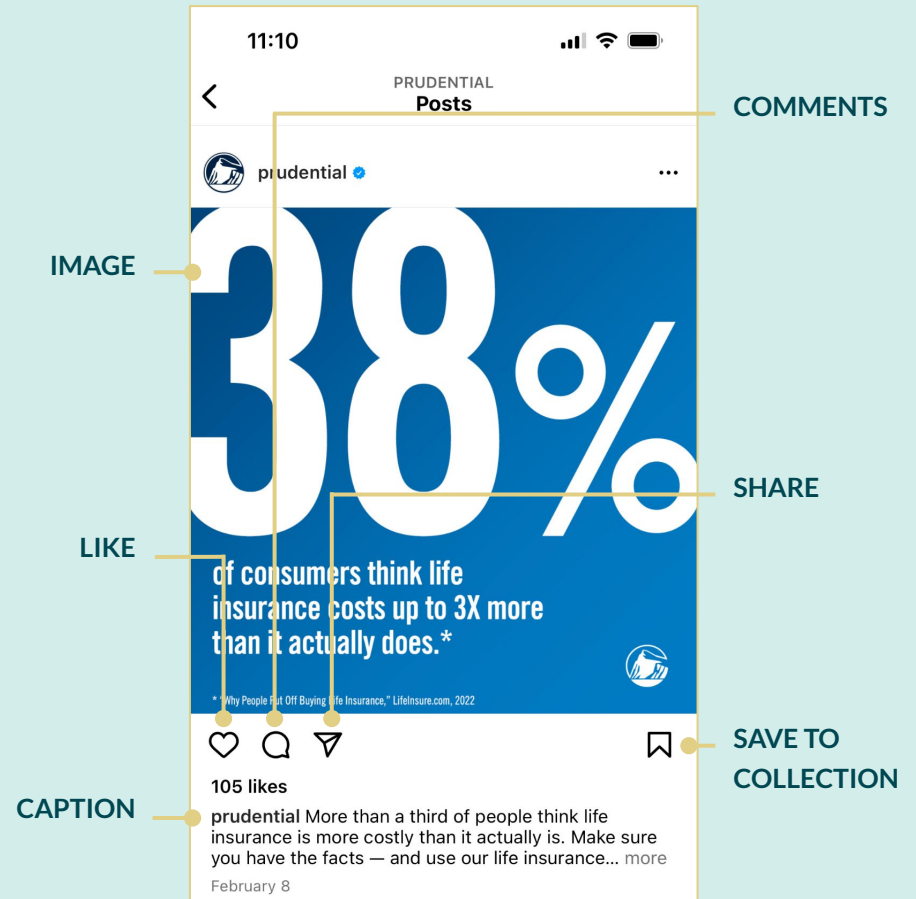 11:10
PRUDENTIAL
Posts
COMMENTS
prudential
IMAGE
38%
SHARE
LIKE
of consumers think life
insurance costs up to 3X more
than it actually does.*
* "Why People Put Off Buying Life Insurance," LifeInsure.com, 2022
SAVE TO
COLLECTION
105 likes
CAPTION
prudential More than a third of people think life
insurance is more costly than it actually is. Make sure
you have the facts — and use our life insurance... more
February 8